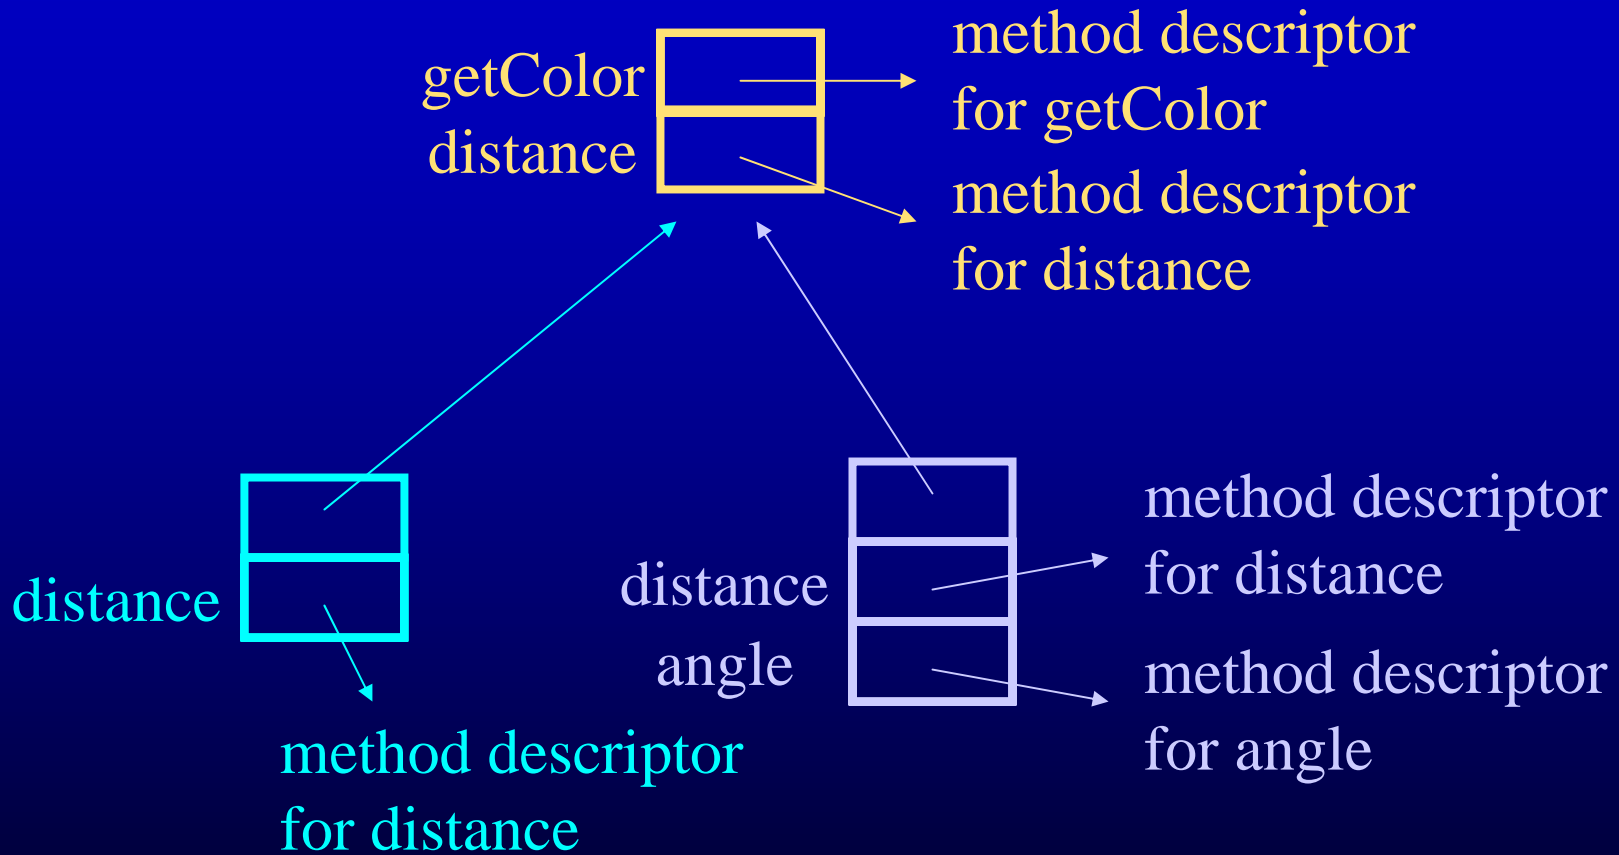 getColor
distance
method descriptor
for getColor
method descriptor
for distance
distance
method descriptor
for distance
distance
angle
method descriptor
for distance
method descriptor
for angle